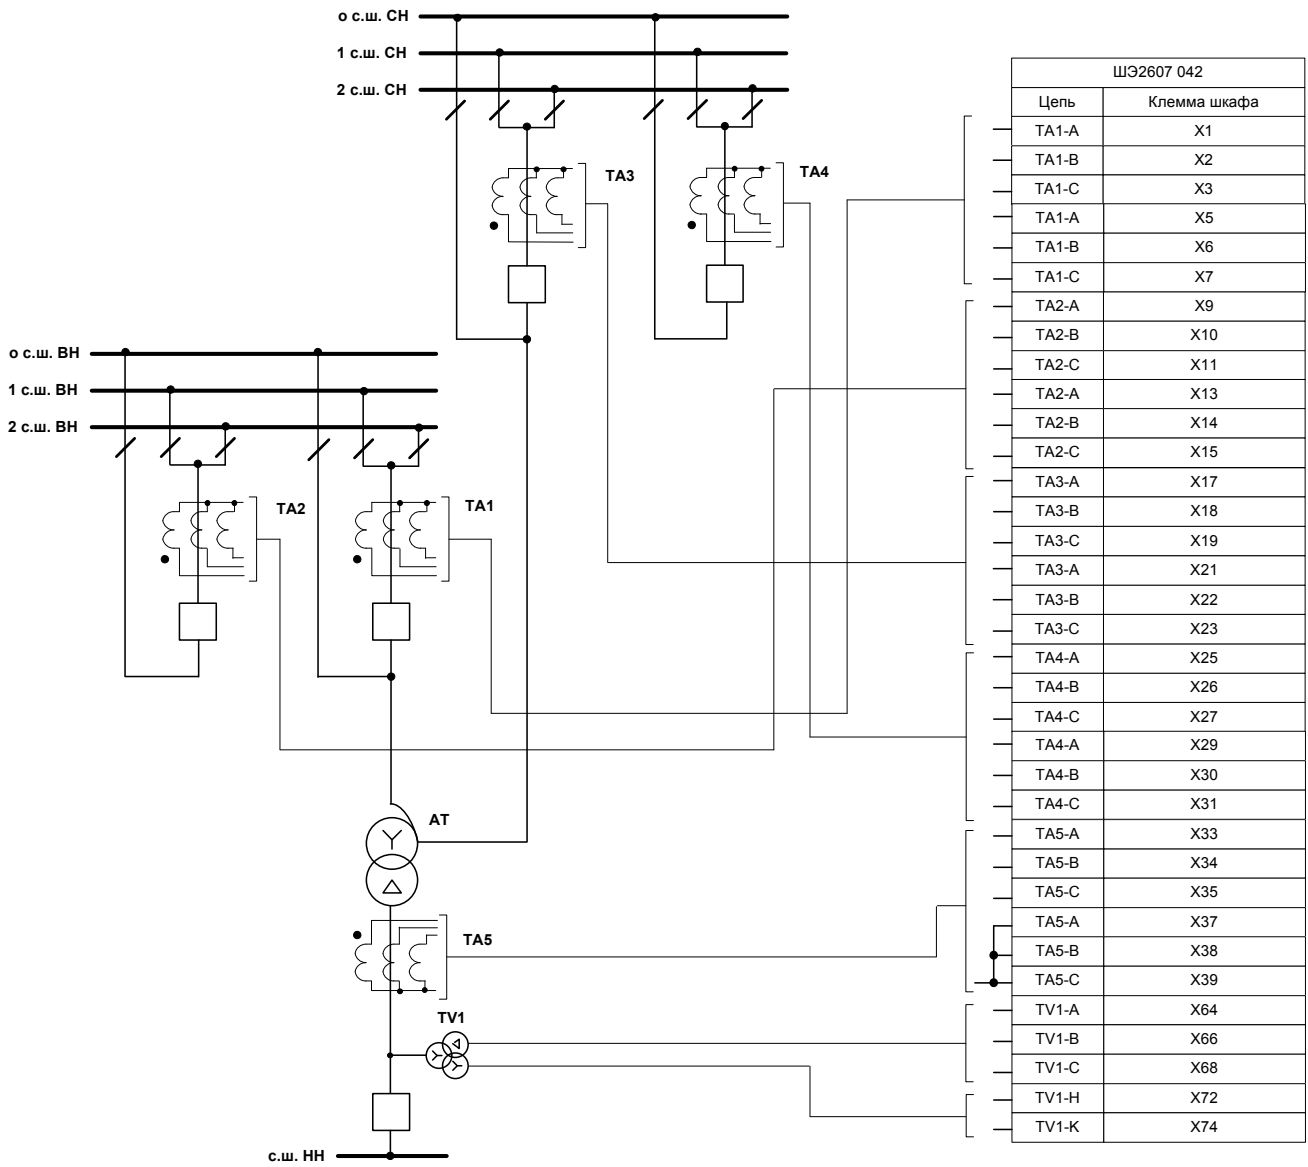 о с.ш. СН
1 с.ш. СН
2 с.ш. СН
ТА3
ТА4
о с.ш. ВН
1 с.ш. ВН
2 с.ш. ВН
ТА2
ТА1
АТ
ТА5
TV1
с.ш. НН
ШЭ2607 042
Цепь Клемма шкафа
ТА1-А Х1
ТА1-В Х2
ТА1-С Х3
ТА1-А Х5
ТА1-В Х6
ТА1-С Х7
ТА2-А Х9
ТА2-В Х10
ТА2-С Х11
ТА2-А Х13
ТА2-В Х14
ТА2-С Х15
ТА3-А Х17
ТА3-В Х18
ТА3-С Х19
ТА3-А Х21
ТА3-В Х22
ТА3-С Х23
ТА4-А Х25
ТА4-В Х26
ТА4-С Х27
ТА4-А Х29
ТА4-В Х30
ТА4-С Х31
ТА5-А Х33
ТА5-В Х34
ТА5-С Х35
ТА5-А Х37
ТА5-В Х38
ТА5-С Х39
TV1-А Х64
TV1-В Х66
TV1-С Х68
TV1-Н Х72
TV1-К Х74